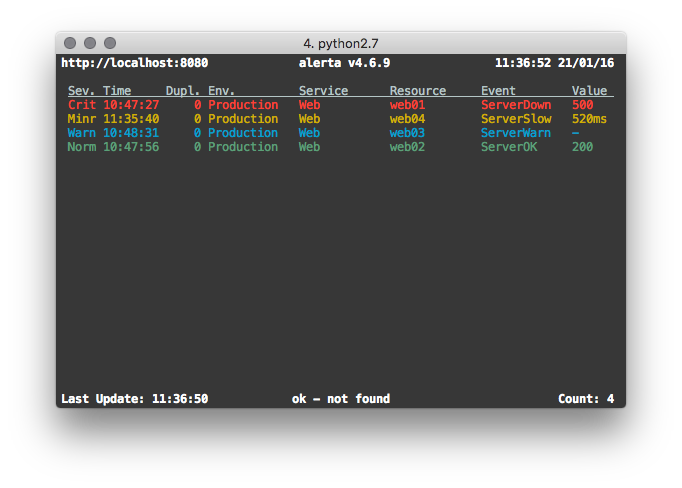 4. python2.7
http://localhost:8080 alerta v4.6.9 11:36:52 21/01/16
Sev. Time Dupl. Env. Service Resource Event Value
Crit 10:47:27 0 Production Web web01 ServerDown 500
Minr 11:35:40 0 Production Web web04 ServerSlow 520ms
Warn 10:48:31 0 Production Web web03 ServerWarn –
Norm 10:47:56 0 Production Web web02 ServerOK 200
Last Update: 11:36:50 ok – not found Count: 4